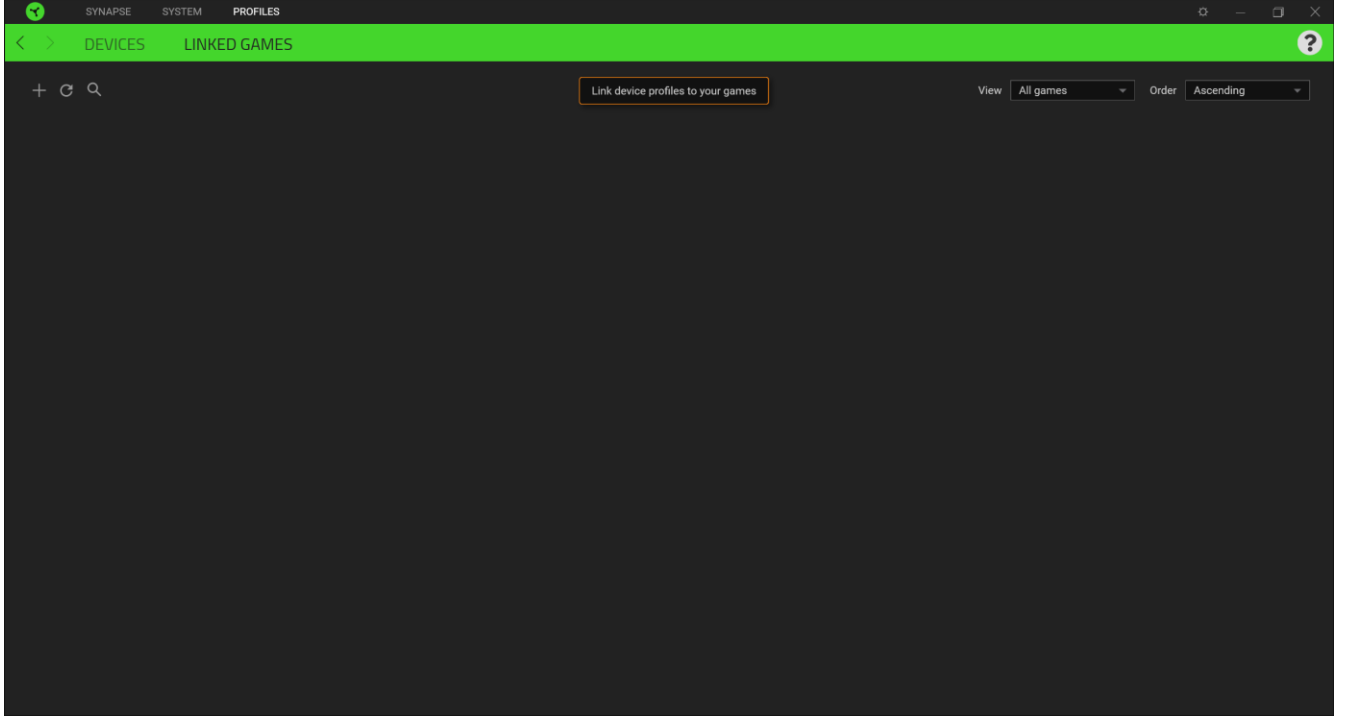 SYNAPSE SYSTEM PROFILES
DEVICES LINKED GAMES ?
Link device profiles to your games View All games Order Ascending